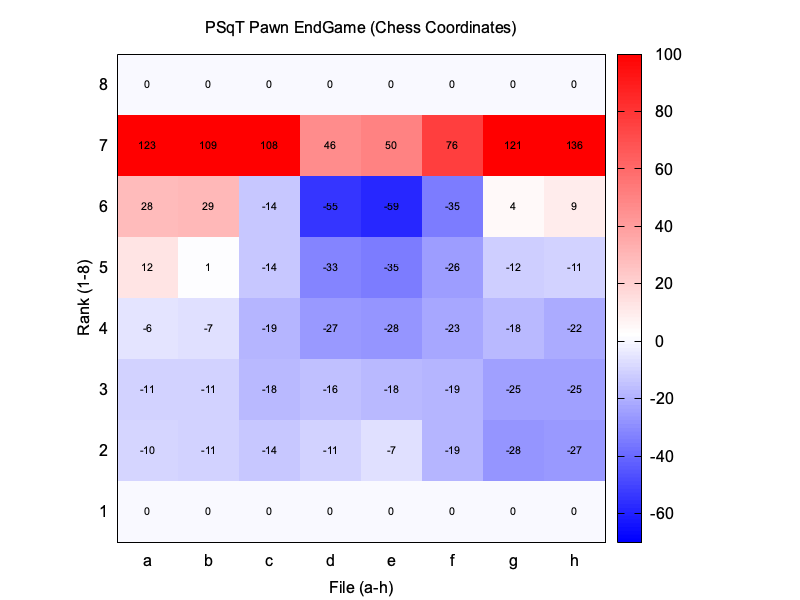 PSqT Pawn EndGame (Chess Coordinates)
100
8 0 0 0 0 0 0 0 0
80
7 123 109 108 46 50 76 121 136
60
6 28 29 -14 -55 -59 -35 4 9
40
5 12 1 -14 -33 -35 -26 -12 -11
20
Rank (1-8)
4 -6 -7 -19 -27 -28 -23 -18 -22
0
3 -11 -11 -18 -16 -18 -19 -25 -25
-20
2 -10 -11 -14 -11 -7 -19 -28 -27
-40
1 0 0 0 0 0 0 0 0
-60
a b c d e f g h
File (a-h)